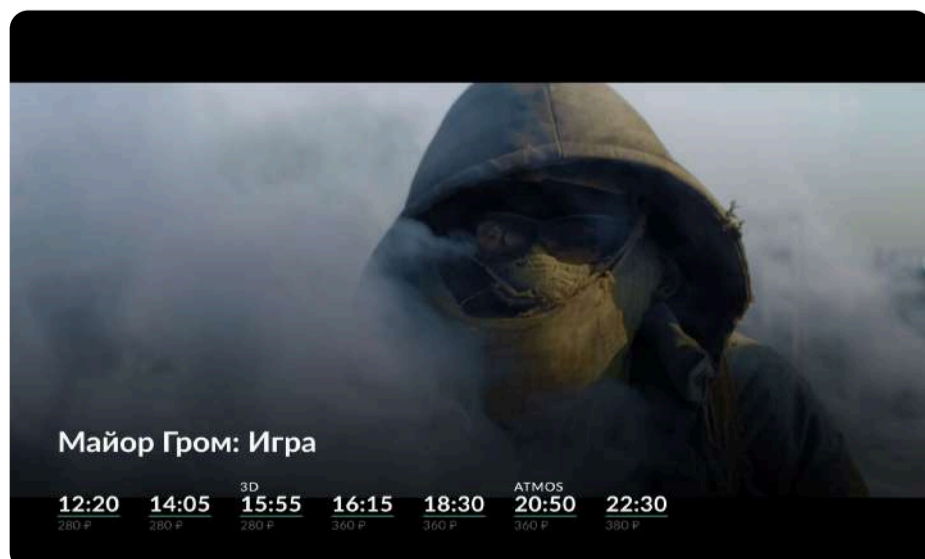 Майор Гром: Игра
3D ATMOS
12:20 14:05 15:55 16:15 18:30 20:50 22:30
280 ₽ 280 ₽ 280 ₽ 360 ₽ 360 ₽ 360 ₽ 380 ₽